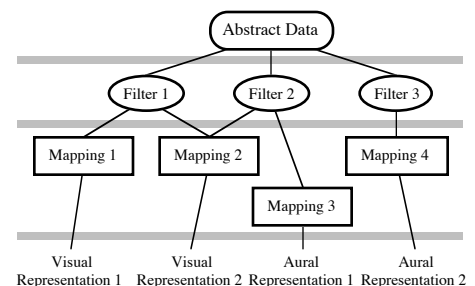 Abstract Data
Filter 1 Filter 2 Filter 3
Mapping 1 Mapping 2 Mapping 4
Mapping 3
Visual Visual Aural Aural
Representation 1 Representation 2 Representation 1 Representation 2